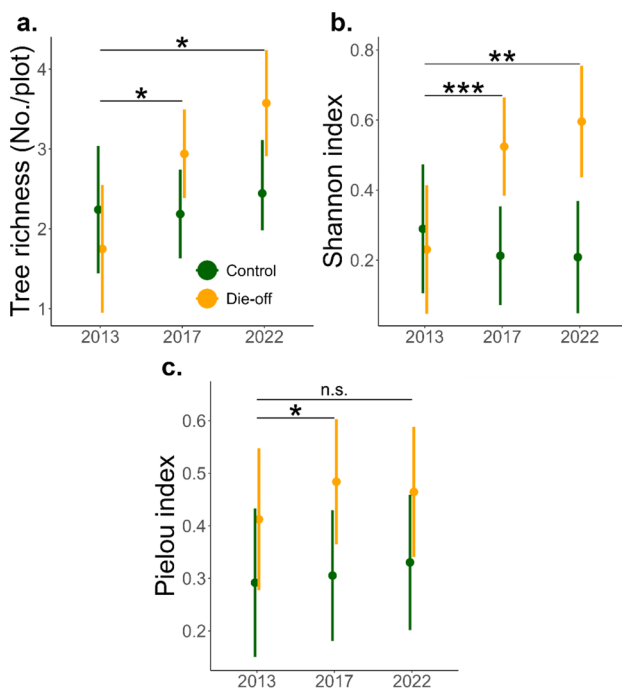 a.
Tree richness (No./plot)
4
3
2
1
*
*
Control
Die-off
2013 2017 2022
b.
Shannon index
0.8
0.6
0.4
0.2
**
***
2013 2017 2022
c.
Pielou index
0.6
0.5
0.4
0.3
0.2
n.s.
*
2013 2017 2022